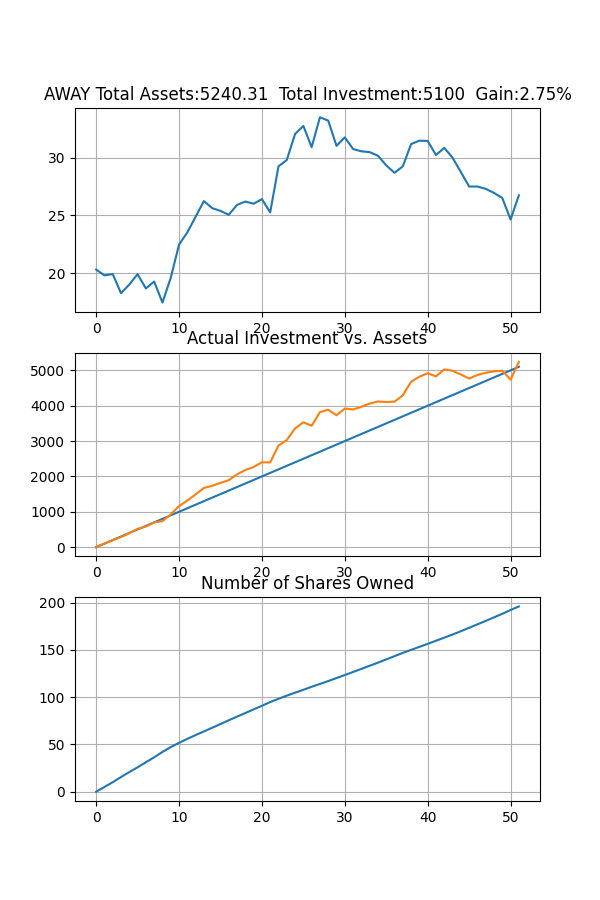 AWAY Total Assets:5240.31  Total Investment:5100  Gain:2.75%
30
25
20
0 10 20 30 40 50
Actual Investment vs. Assets
5000
4000
3000
2000
1000
0
0 10 20 30 40 50
Number of Shares Owned
200
150
100
50
0
0 10 20 30 40 50